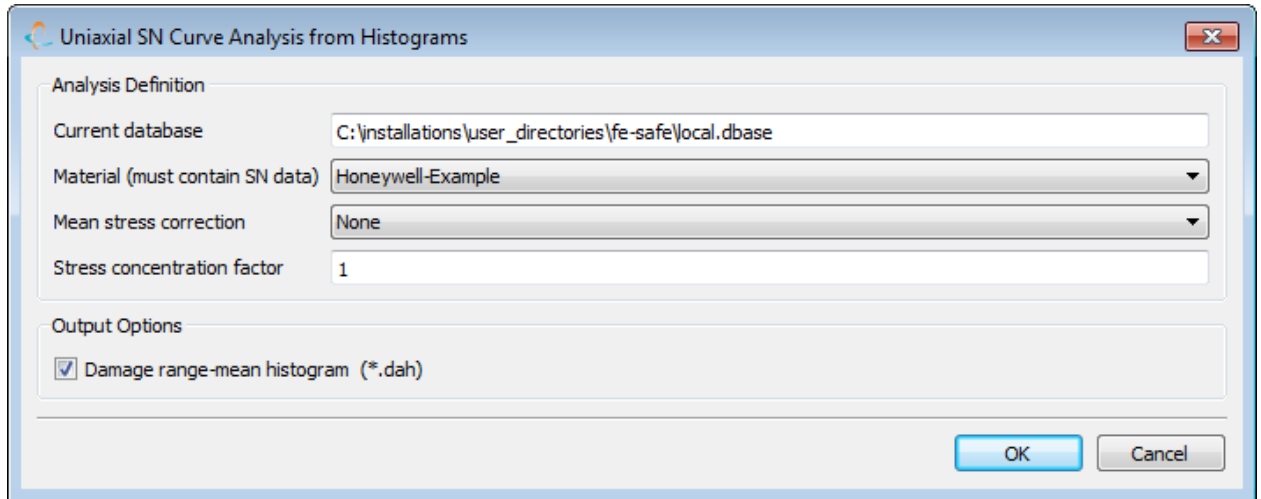 Uniaxial SN Curve Analysis from Histograms
Analysis Definition
Current database C:\installations\user_directories\fe-safe\local.dbase
Material (must contain SN data) Honeywell-Example
Mean stress correction None
Stress concentration factor 1
Output Options
Damage range-mean histogram (*.dah)
OK Cancel